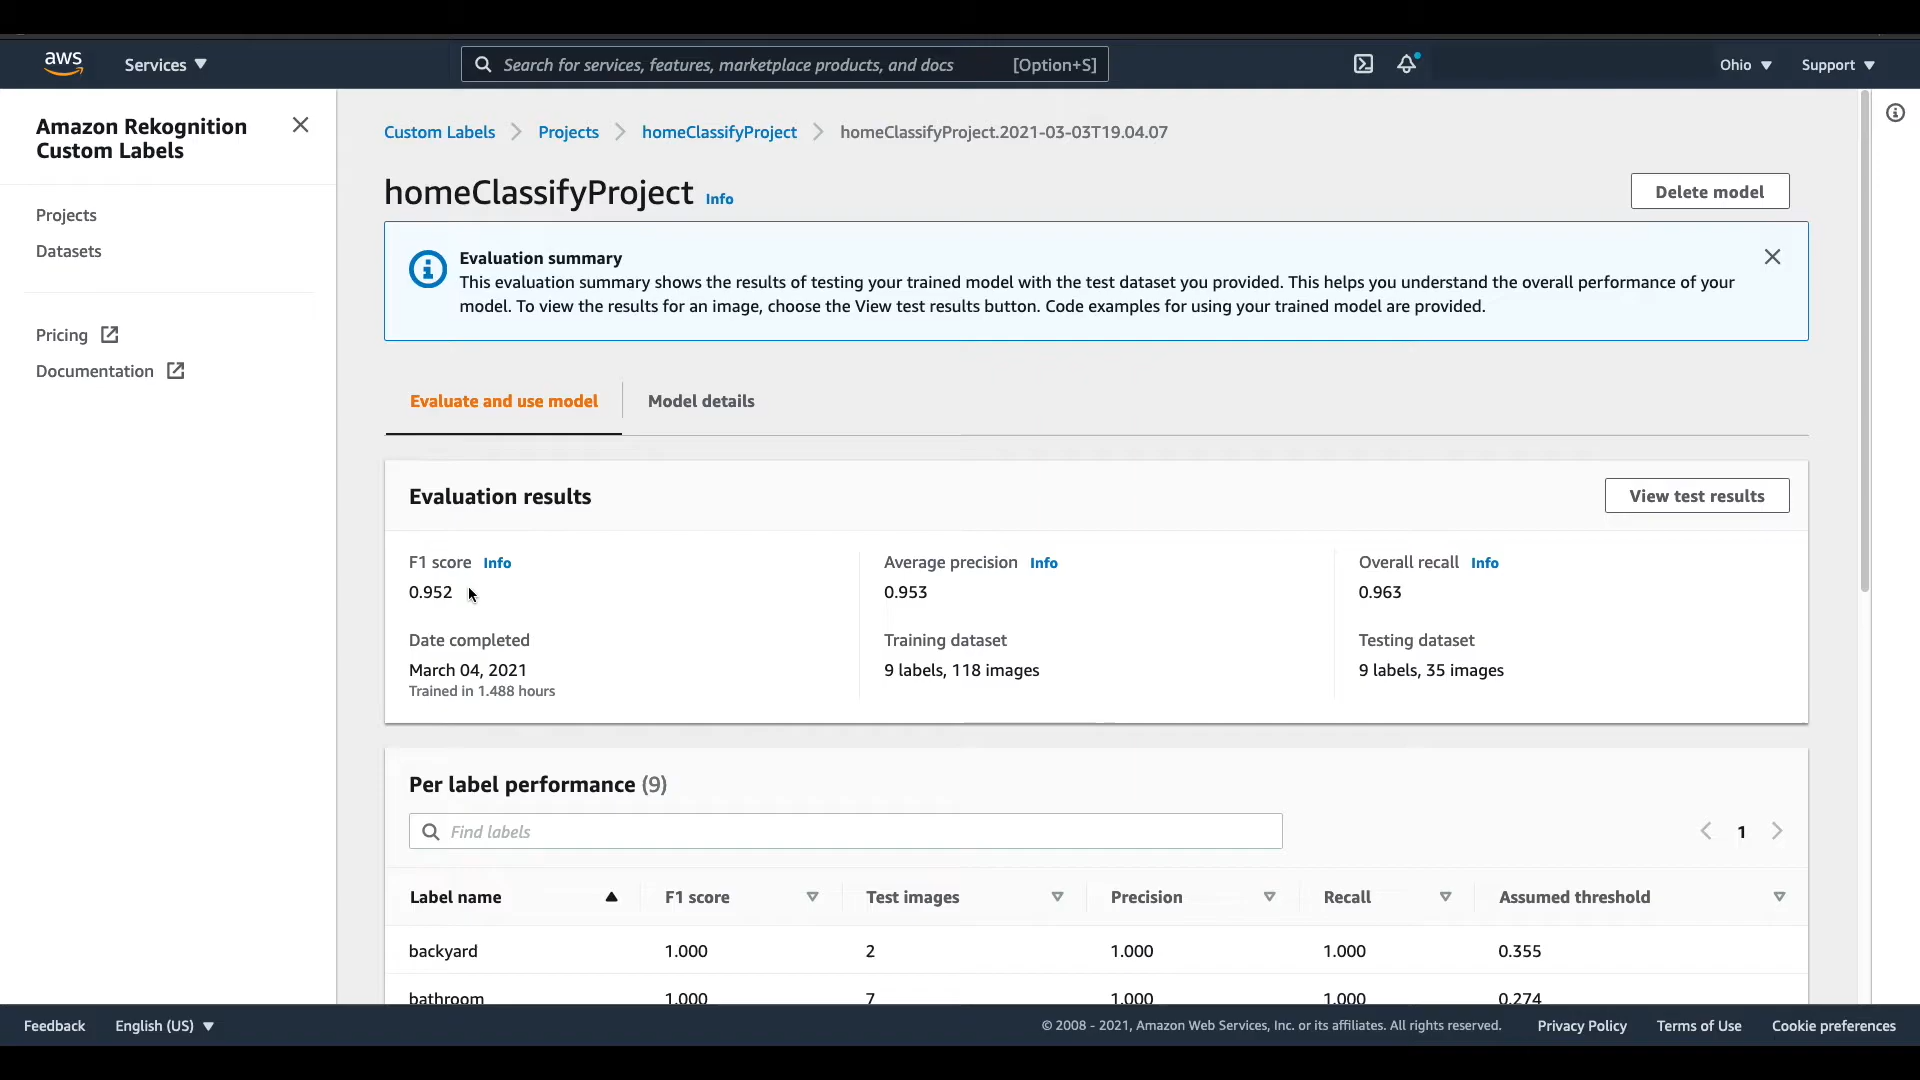 aws
Services
Search for services, features, marketplace products, and docs [Option+S]
Ohio
Support
Amazon Rekognition
Custom Labels
Projects
Datasets
Pricing
Documentation
Custom Labels Projects homeClassifyProject homeClassifyProject.2021-03-03T19.04.07
homeClassifyProject Info
Delete model
Evaluation summary
This evaluation summary shows the results of testing your trained model with the test dataset you provided. This helps you understand the overall performance of your
model. To view the results for an image, choose the View test results button. Code examples for using your trained model are provided.
Evaluate and use model Model details
Evaluation results
View test results
F1 score Info
0.952
Average precision Info
0.953
Overall recall Info
0.963
Date completed
March 04, 2021
Trained in 1.488 hours
Training dataset
9 labels, 118 images
Testing dataset
9 labels, 35 images
Per label performance (9)
Find labels
1
Label name F1 score Test images Precision Recall Assumed threshold
backyard 1.000 2 1.000 1.000 0.355
bathroom 1.000 7 1.000 1.000 0.274
Feedback English (US) © 2008 - 2021, Amazon Web Services, Inc. or its affiliates. All rights reserved. Privacy Policy Terms of Use Cookie preferences